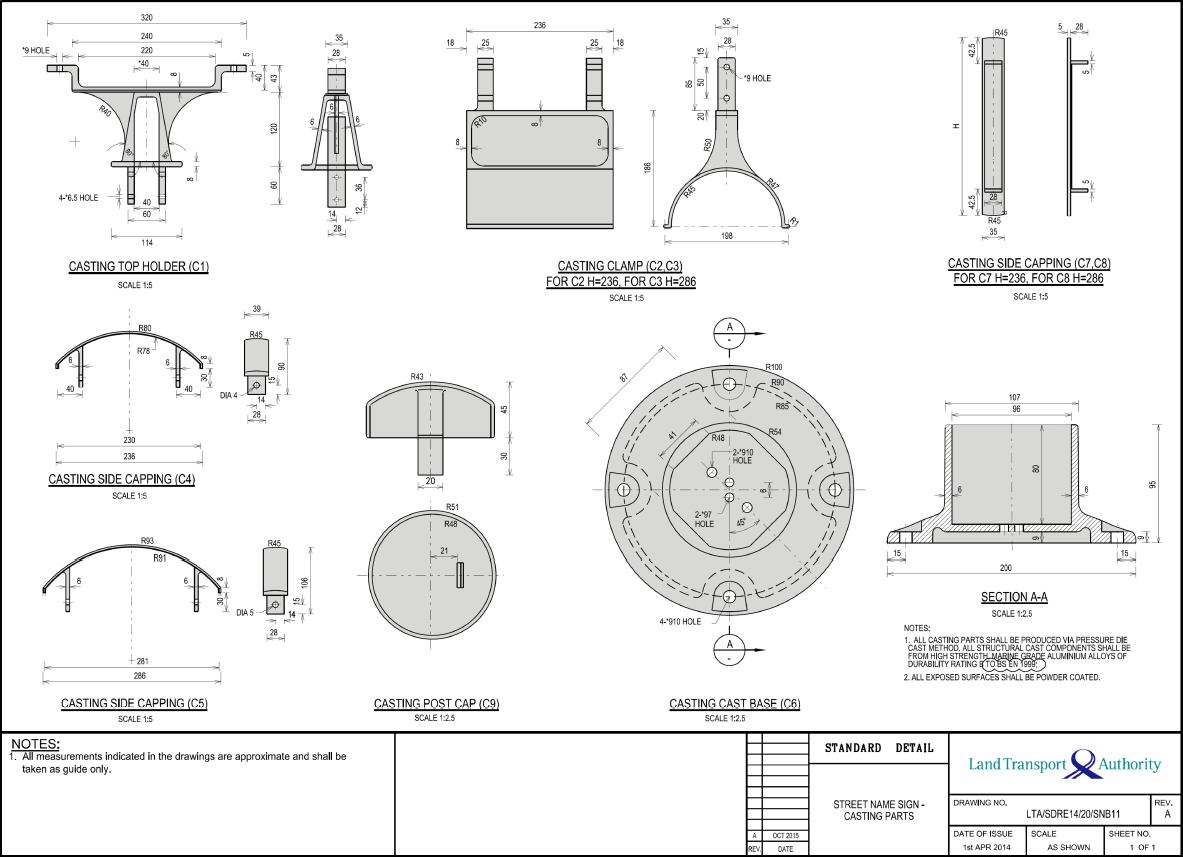 320
240
220
*40
*9 HOLE
8
5
40
43
R40
120
80°
80°
8
60
4-*6.5 HOLE
40
60
114
CASTING TOP HOLDER (C1)
SCALE 1:5
35
28
6
6
6
36
12
14
28
236
18
25
25
18
R10
8
8
8
CASTING CLAMP (C2,C3)
FOR C2 H=236, FOR C3 H=286
SCALE 1:5
35
28
15
85
50
*9 HOLE
20
R50
186
R45
R47
R1
198
R45
42.5
H
28
42.5
R45
35
5
28
5
5
CASTING SIDE CAPPING (C7,C8)
FOR C7 H=236, FOR C8 H=286
SCALE 1:5
R80
R78
6
6
8
30
40
40
230
236
CASTING SIDE CAPPING (C4)
SCALE 1:5
39
R45
90
15
DIA 4
14
28
R93
R91
6
6
8
30
281
286
CASTING SIDE CAPPING (C5)
SCALE 1:5
R45
106
15
DIA 5
14
28
R43
45
30
20
R51
R48
21
CASTING POST CAP (C9)
SCALE 1:2.5
A
-
87
R100
R90
R85
R54
R48
41
2-*910
HOLE
6
2-*97
HOLE
45°
4-*910 HOLE
A
-
CASTING CAST BASE (C6)
SCALE 1:2.5
107
96
80
95
6
6
9
9
15
15
200
SECTION A-A
SCALE 1:2.5
NOTES:
1. ALL CASTING PARTS SHALL BE PRODUCED VIA PRESSURE DIE
CAST METHOD. ALL STRUCTURAL CAST COMPONENTS SHALL BE
FROM HIGH STRENGTH, MARINE GRADE ALUMINIUM ALLOYS OF
DURABILITY RATING B TO BS EN 1999;
2. ALL EXPOSED SURFACES SHALL BE POWDER COATED.
NOTES:
1. All measurements indicated in the drawings are approximate and shall be
taken as guide only.
A OCT 2015
REV. DATE
STANDARD DETAIL
STREET NAME SIGN -
CASTING PARTS
Land Transport Authority
DRAWING NO.
LTA/SDRE14/20/SNB11
REV.
A
DATE OF ISSUE
1st APR 2014
SCALE
AS SHOWN
SHEET NO.
1 OF 1